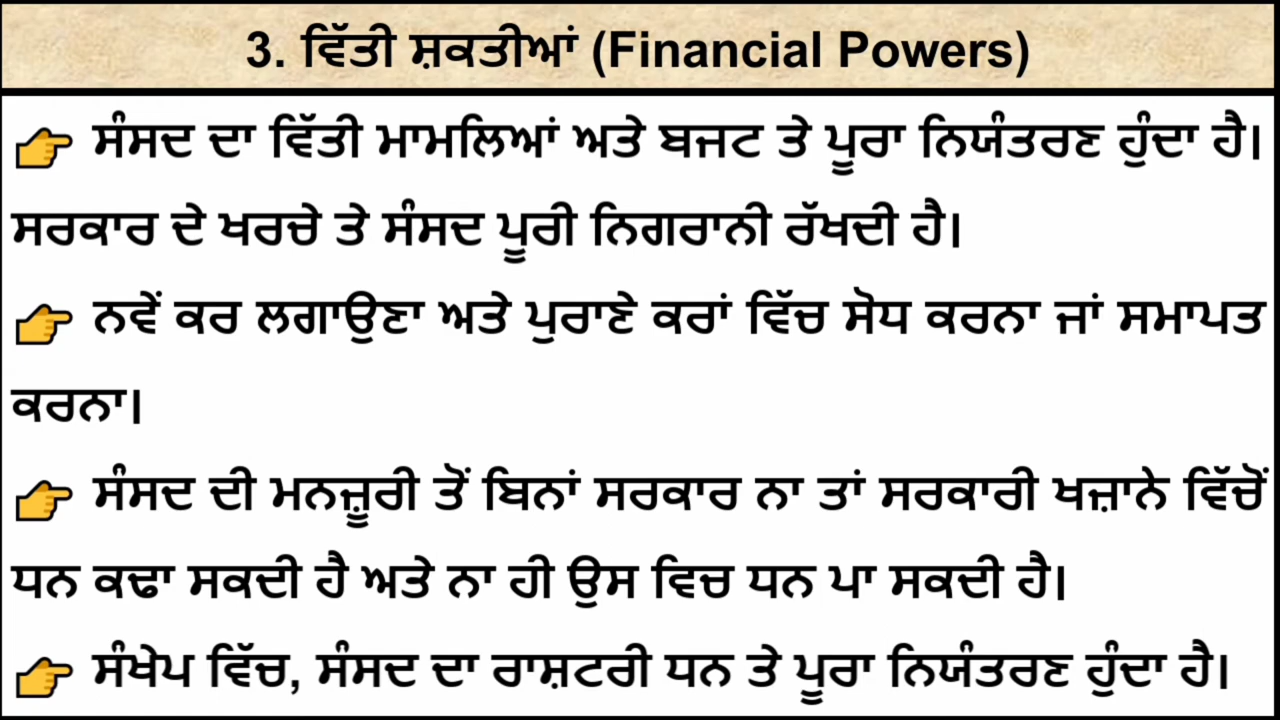 3. ਵਿੱਤੀ ਸ਼ਕਤੀਆਂ (Financial Powers)
👉 ਸੰਸਦ ਦਾ ਵਿੱਤੀ ਮਾਮਲਿਆਂ ਅਤੇ ਬਜਟ ਤੇ ਪੂਰਾ ਨਿਯੰਤਰਣ ਹੁੰਦਾ ਹੈ।
ਸਰਕਾਰ ਦੇ ਖਰਚੇ ਤੇ ਸੰਸਦ ਪੂਰੀ ਨਿਗਰਾਨੀ ਰੱਖਦੀ ਹੈ।
👉 ਨਵੇਂ ਕਰ ਲਗਾਉਣਾ ਅਤੇ ਪੁਰਾਣੇ ਕਰਾਂ ਵਿੱਚ ਸੋਧ ਕਰਨਾ ਜਾਂ ਸਮਾਪਤ
ਕਰਨਾ।
👉 ਸੰਸਦ ਦੀ ਮਨਜ਼ੂਰੀ ਤੋਂ ਬਿਨਾਂ ਸਰਕਾਰ ਨਾ ਤਾਂ ਸਰਕਾਰੀ ਖਜ਼ਾਨੇ ਵਿੱਚੋਂ
ਧਨ ਕਢਾ ਸਕਦੀ ਹੈ ਅਤੇ ਨਾ ਹੀ ਉਸ ਵਿਚ ਧਨ ਪਾ ਸਕਦੀ ਹੈ।
👉 ਸੰਖੇਪ ਵਿੱਚ, ਸੰਸਦ ਦਾ ਰਾਸ਼ਟਰੀ ਧਨ ਤੇ ਪੂਰਾ ਨਿਯੰਤਰਣ ਹੁੰਦਾ ਹੈ।